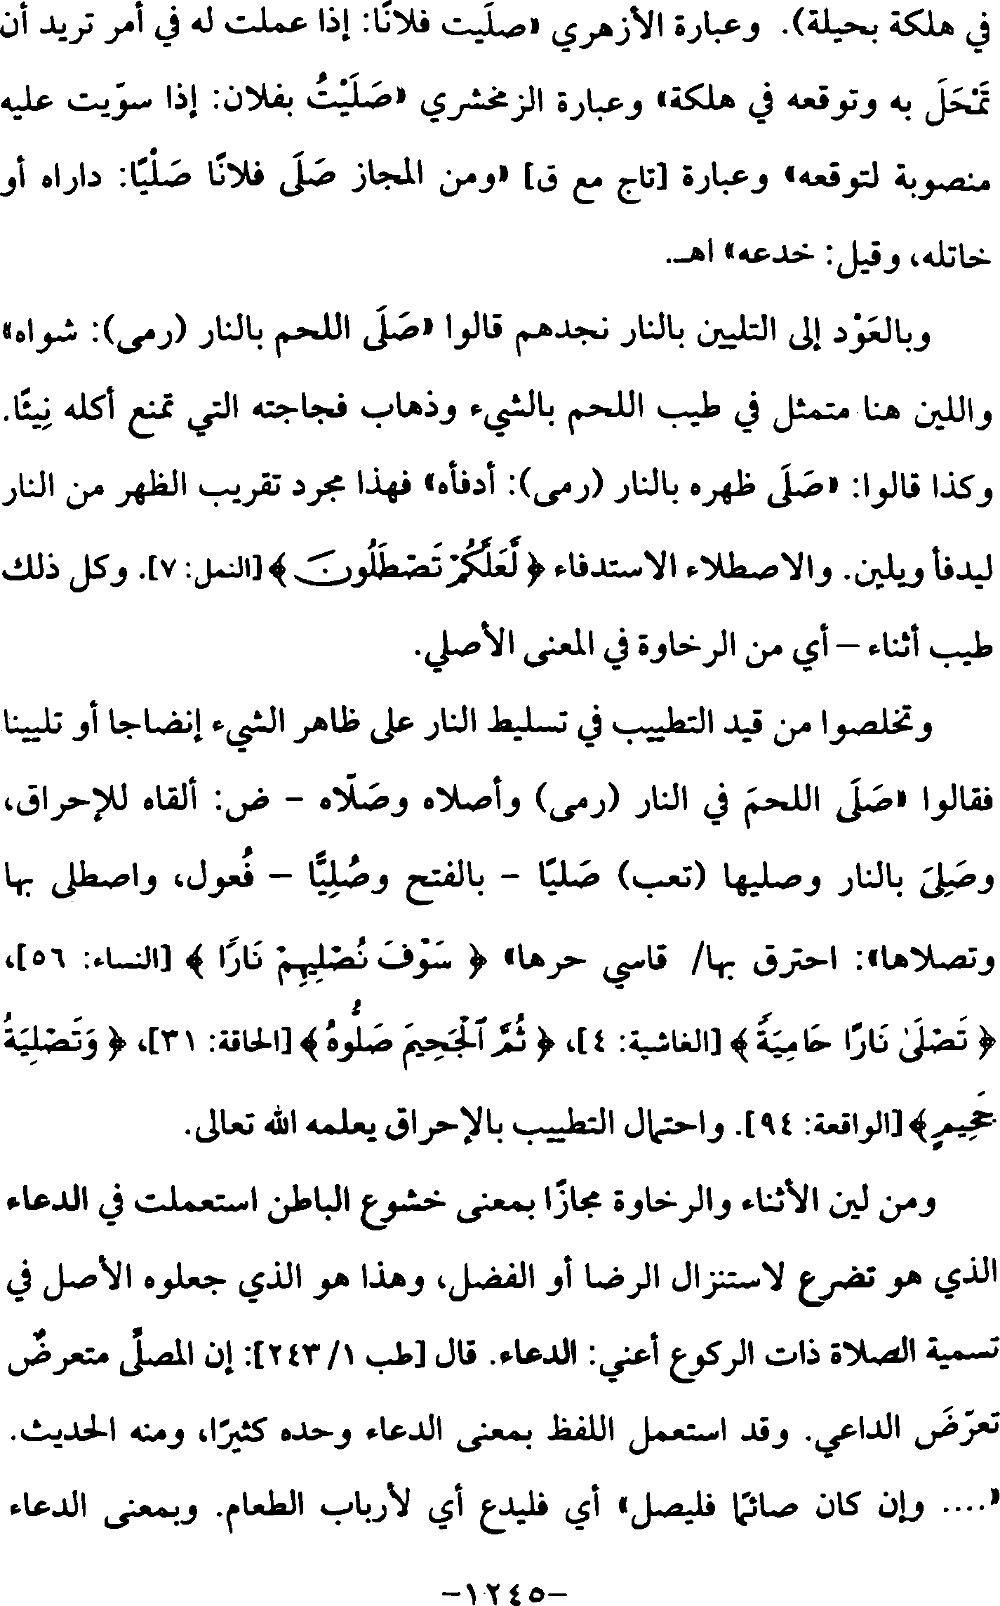 في هلكة بحيلة). وعبارة الأزهري «صلَيت فلانًا: إذا عملت له في أمر تريد أن
تَمْحَلَ به وتوقعه في هلكة» وعبارة الزمخشري «صَلَيْتُ بفلان: إذا سوّيت عليه
منصوبة لتوقعه» وعبارة [تاج مع ق] «ومن المجاز صَلَى فلانًا صَلْيًا: داراه أو
خاتله، وقيل: خدعه» اهـ.
وبالعَوْد إلى التليين بالنار نجدهم قالوا «صَلَى اللحم بالنار (رمى): شواه»
واللين هنا متمثل في طيب اللحم بالشيء وذهاب فجاجته التي تمنع أكله نِيئًا.
وكذا قالوا: «صَلَى ظهره بالنار (رمى): أدفأه» فهذا مجرد تقريب الظهر من النار
ليدفأ ويلين. والاصطلاء الاستدفاء ﴿ لَّعَلَّكُمْ تَصْطَلُونَ ﴾ [النمل: ٧]. وكل ذلك
طيب أثناء – أي من الرخاوة في المعنى الأصلي.
وتخلصوا من قيد التطييب في تسليط النار على ظاهر الشيء إنضاجا أو تليينا
فقالوا «صَلَى اللحمَ في النار (رمى) وأصلاه وصَلّاه – ض: ألقاه للإحراق،
وصَلِىَ بالنار وصليها (تعب) صَليًا – بالفتح وصُلِيًّا – فُعول، واصطلى بها
وتصلاها»: احترق بها/ قاسي حرها» ﴿ سَوْفَ نُصْلِيهِمْ نَارًا ﴾ [النساء: ٥٦]،
﴿ تَصْلَىٰ نَارًا حَامِيَةً ﴾ [الغاشية: ٤]، ﴿ ثُمَّ ٱلْجَحِيمَ صَلُّوهُ ﴾ [الحاقة: ٣١]، ﴿ وَتَصْلِيَةُ
جَحِيمٍ ﴾ [الواقعة: ٩٤]. واحتمال التطييب بالإحراق يعلمه الله تعالى.
ومن لين الأثناء والرخاوة مجازًا بمعنى خشوع الباطن استعملت في الدعاء
الذي هو تضرع لاستنزال الرضا أو الفضل، وهذا هو الذي جعلوه الأصل في
تسمية الصلاة ذات الركوع أعني: الدعاء. قال [طب ١/ ٢٤٣]: إن المصلِّى متعرضٌ
تعرّضَ الداعي. وقد استعمل اللفظ بمعنى الدعاء وحده كثيرًا، ومنه الحديث.
«.... وإن كان صائمًا فليصل» أي فليدع أي لأرباب الطعام. وبمعنى الدعاء
–١٢٤٥–